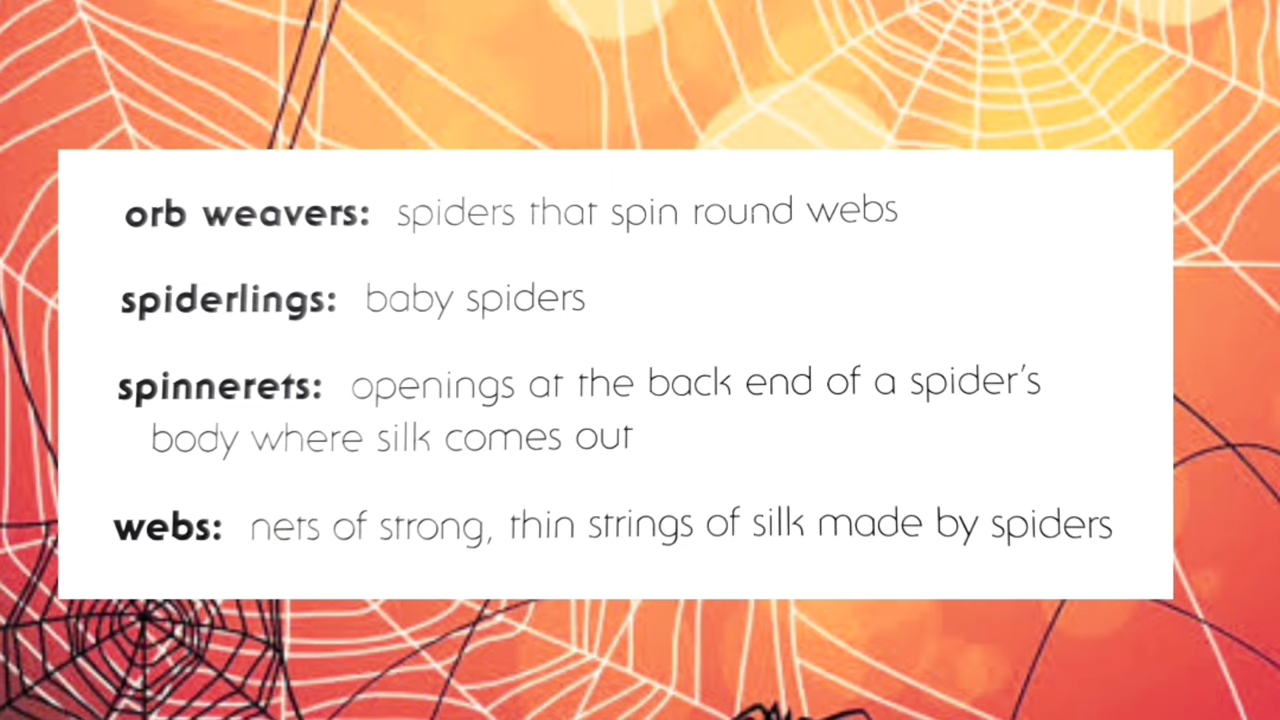 orb weavers: spiders that spin round webs
spiderlings: baby spiders
spinnerets: openings at the back end of a spider's
body where silk comes out
webs: nets of strong, thin strings of silk made by spiders